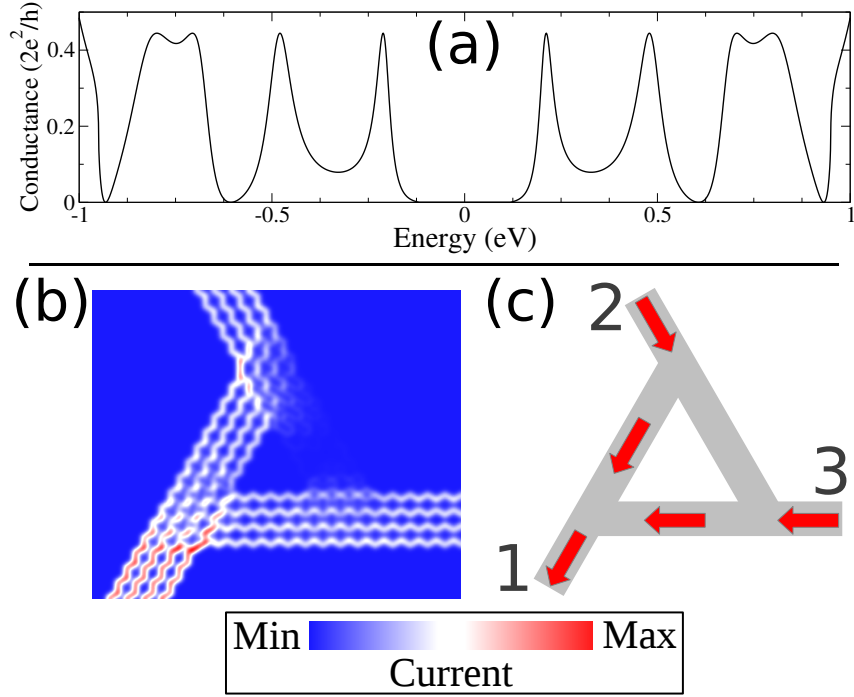 (a)
Conductance (2e²/h)
0.4
0.2
0
-1
-0.5
0
0.5
1
Energy (eV)
(b)
(c)
2
3
1
Min
Max
Current